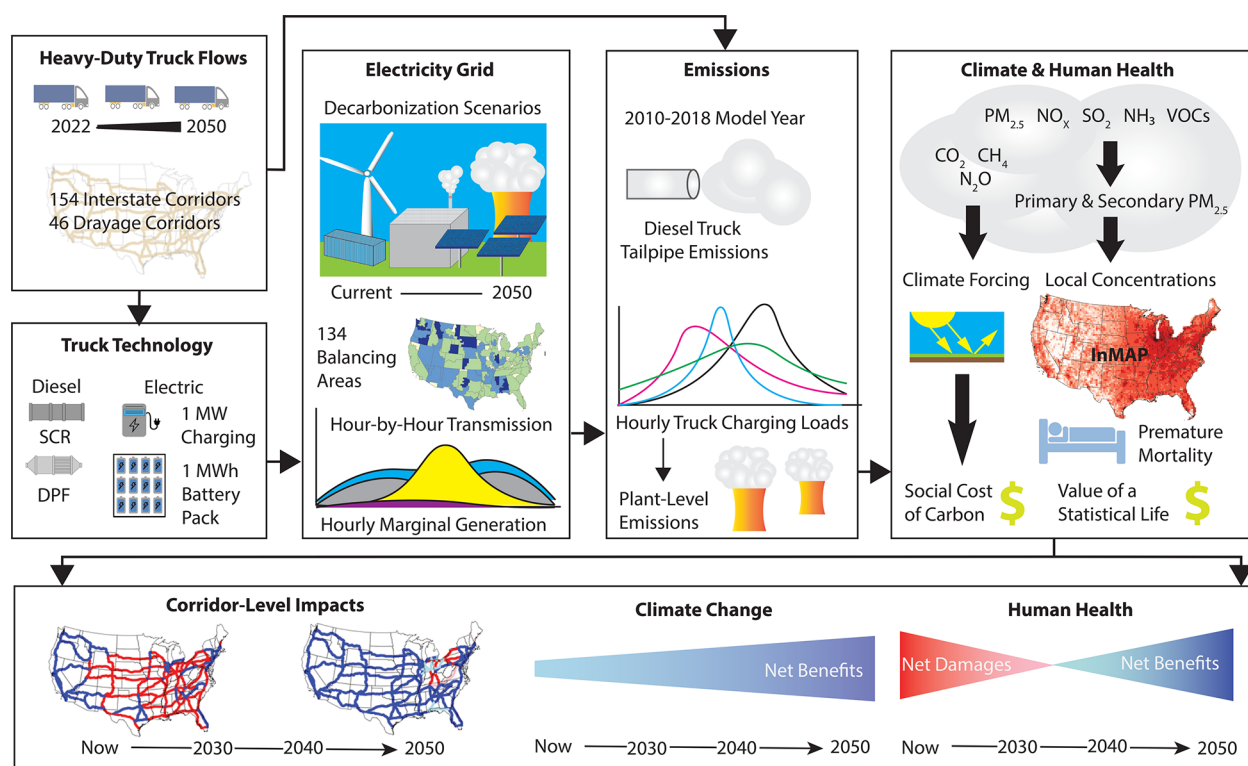 Heavy-Duty Truck Flows
2022
2050
154 Interstate Corridors
46 Drayage Corridors
Truck Technology
Diesel
SCR
DPF
Electric
1 MW
Charging
1 MWh
Battery
Pack
Electricity Grid
Decarbonization Scenarios
Current
2050
134
Balancing
Areas
Hour-by-Hour Transmission
Hourly Marginal Generation
Emissions
2010-2018 Model Year
Diesel Truck
Tailpipe Emissions
Hourly Truck Charging Loads
Plant-Level
Emissions
Climate & Human Health
PM2.5 NOX SO2 NH3 VOCs
CO2 CH4
N2O
Primary & Secondary PM2.5
Climate Forcing
Local Concentrations
InMAP
Premature
Mortality
Social Cost
of Carbon
$
Value of a
Statistical Life
$
Corridor-Level Impacts
Now 2030 2040 2050
Climate Change
Net Benefits
Now 2030 2040 2050
Human Health
Net Damages
Net Benefits
Now 2030 2040 2050